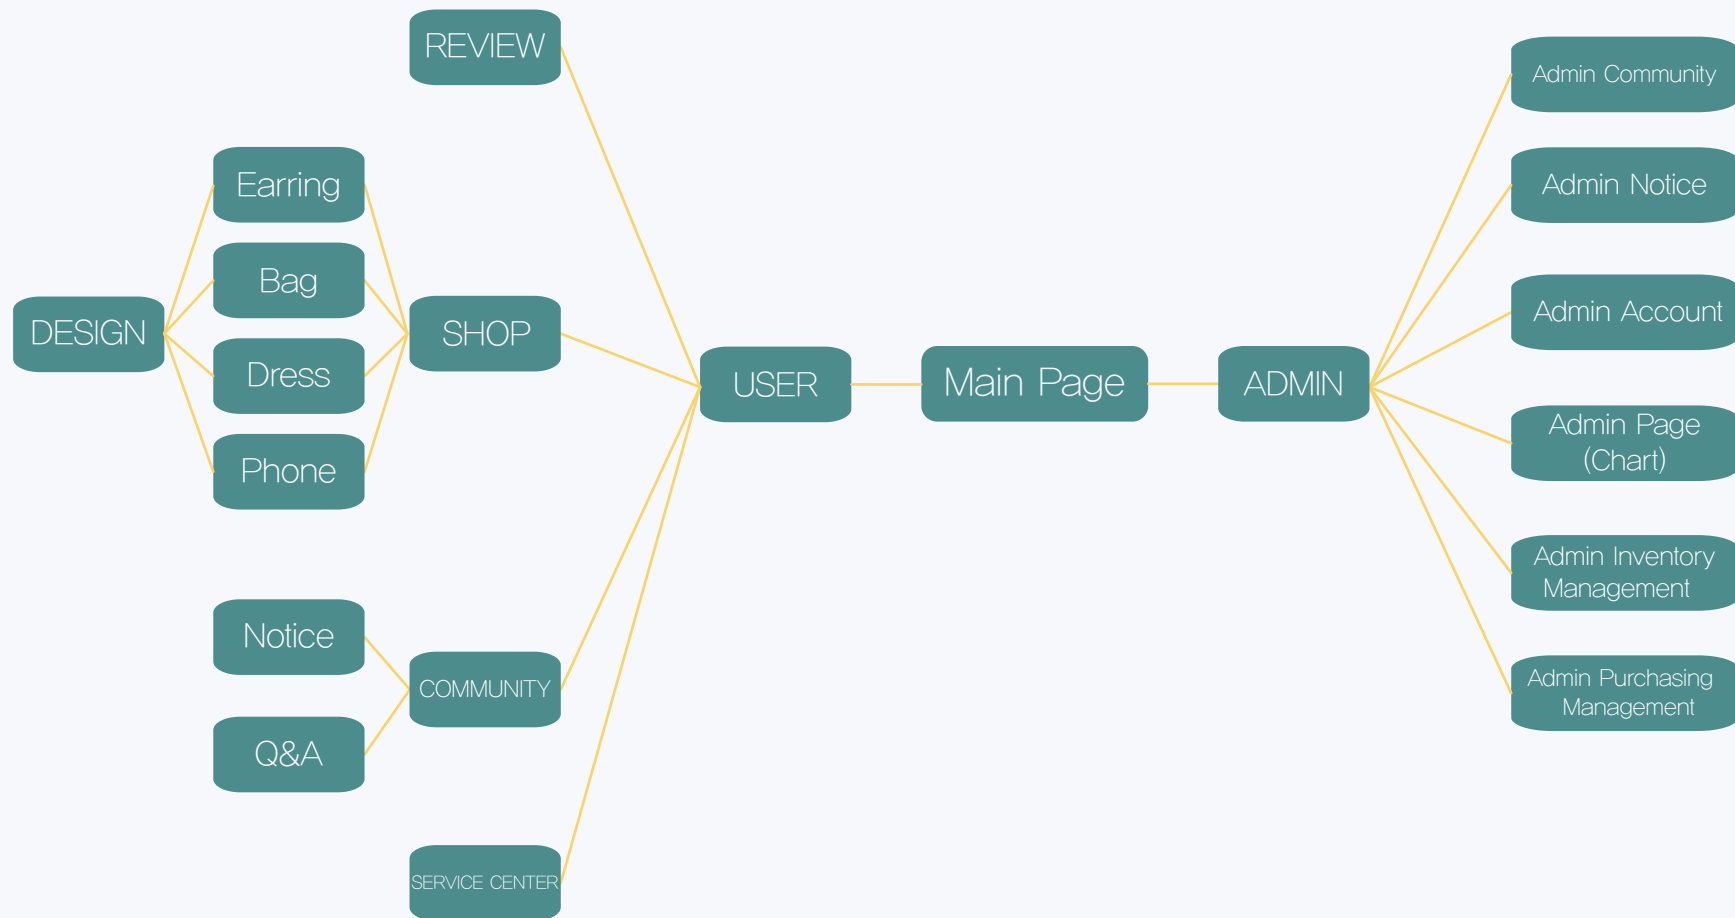 REVIEW
Earring
Bag
Dress
Phone
DESIGN
SHOP
Notice
Q&A
COMMUNITY
SERVICE CENTER
USER
Main Page
ADMIN
Admin Community
Admin Notice
Admin Account
Admin Page
(Chart)
Admin Inventory
Management
Admin Purchasing
Management